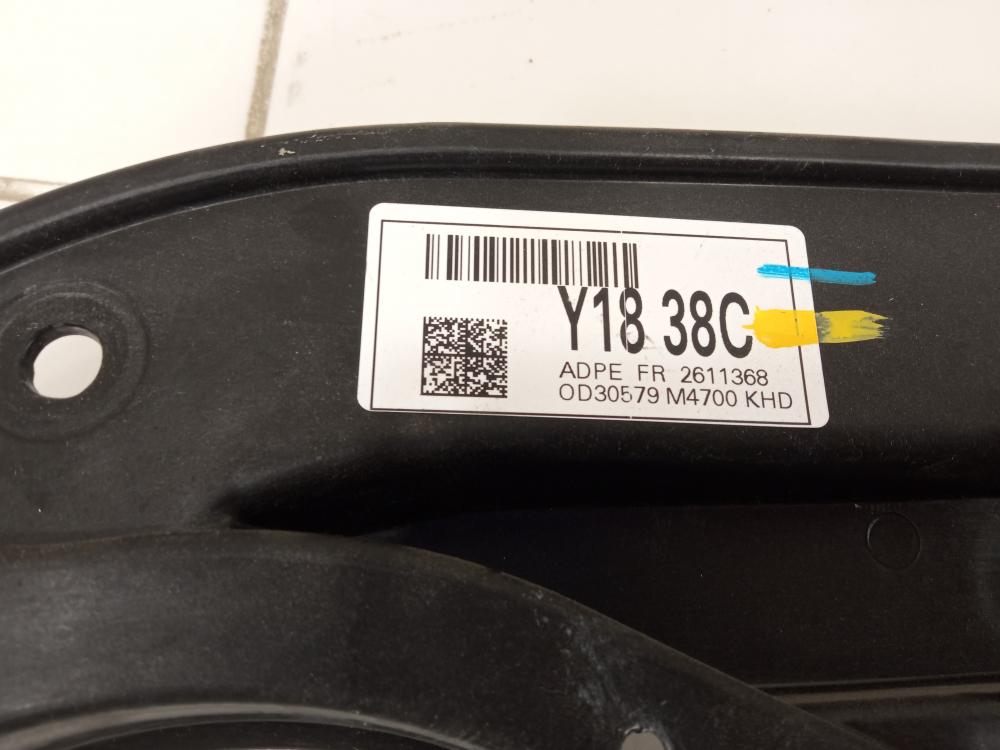 Y18 38C
ADPE FR 2611368
OD30579 M4700 KHD